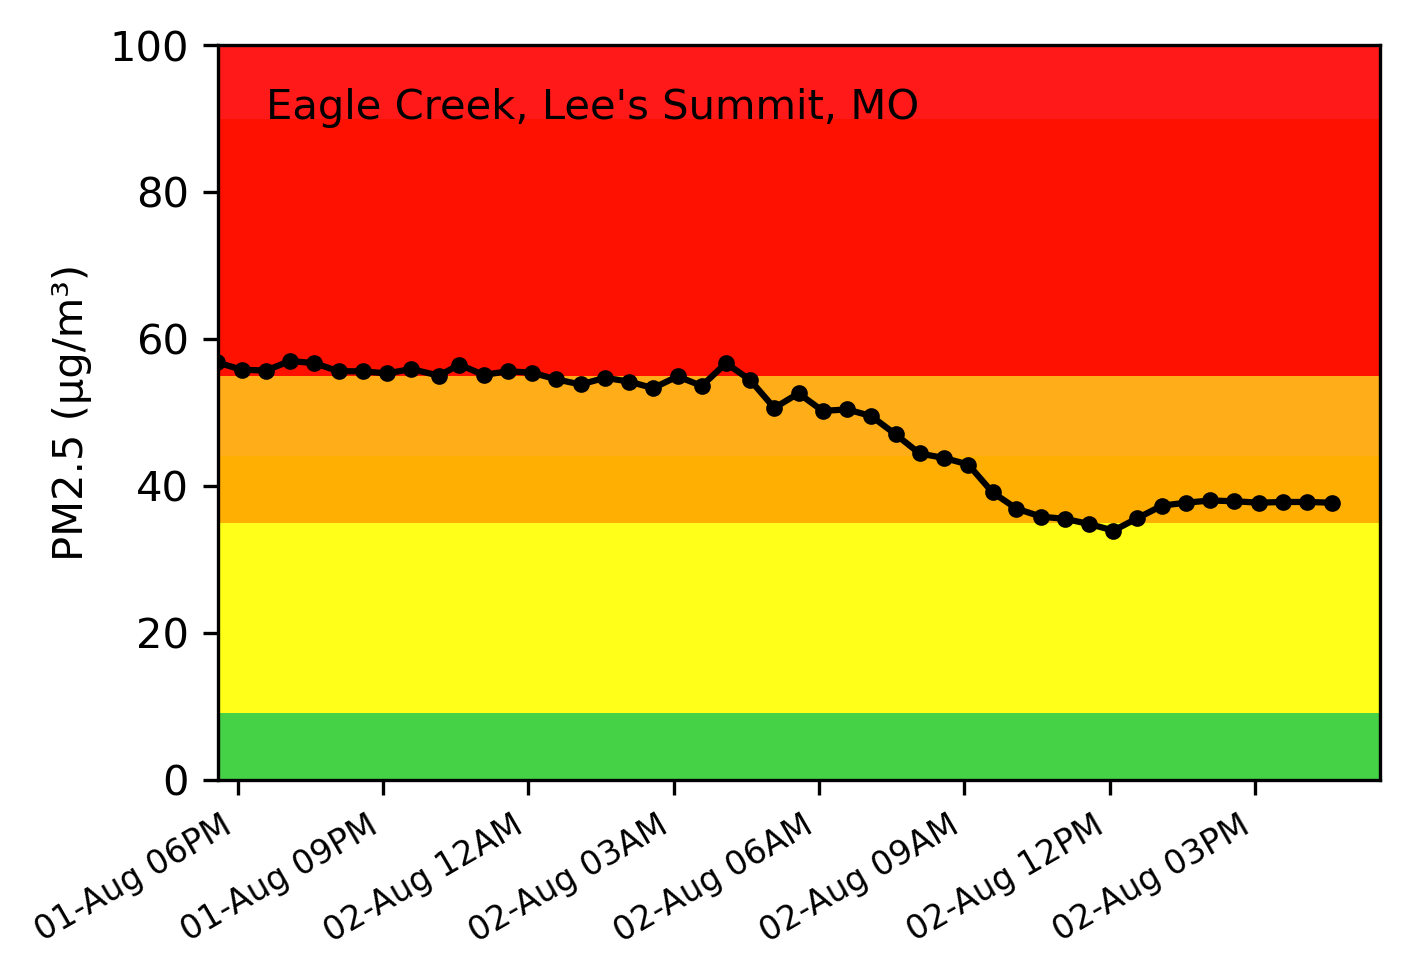 100
Eagle Creek, Lee's Summit, MO
80
60
PM2.5 (µg/m³)
40
20
0
01-Aug 06PM
01-Aug 09PM
02-Aug 12AM
02-Aug 03AM
02-Aug 06AM
02-Aug 09AM
02-Aug 12PM
02-Aug 03PM